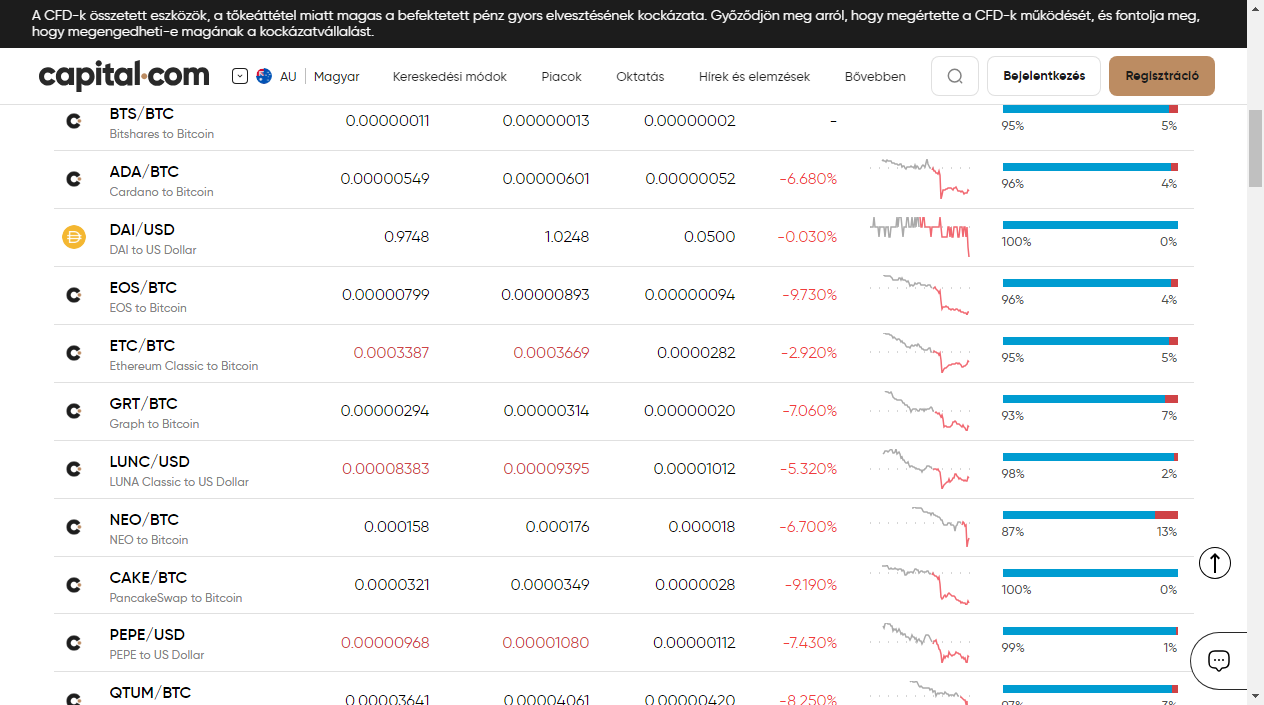 A CFD-k összetett eszközök, a tőkeáttétel miatt magas a befektetett pénz gyors elvesztésének kockázata. Győződjön meg arról, hogy megértette a CFD-k működését, és fontolja meg,
hogy megengedheti-e magának a kockázatvállalást.
capital.com AU Magyar Kereskedési módok Piacok Oktatás Hírek és elemzések Bővebben Bejelentkezés Regisztráció
BTS/BTC 0.00000011 0.00000013 0.00000002 -
Bitshares to Bitcoin 95% 5%
ADA/BTC 0.00000549 0.00000601 0.00000052 -6.680%
Cardano to Bitcoin 96% 4%
DAI/USD 0.9748 1.0248 0.0500 -0.030%
DAI to US Dollar 100% 0%
EOS/BTC 0.00000799 0.00000893 0.00000094 -9.730%
EOS to Bitcoin 96% 4%
ETC/BTC 0.0003387 0.0003669 0.0000282 -2.920%
Ethereum Classic to Bitcoin 95% 5%
GRT/BTC 0.00000294 0.00000314 0.00000020 -7.060%
Graph to Bitcoin 93% 7%
LUNC/USD 0.00008383 0.00009395 0.00001012 -5.320%
LUNA Classic to US Dollar 98% 2%
NEO/BTC 0.000158 0.000176 0.000018 -6.700%
NEO to Bitcoin 87% 13%
CAKE/BTC 0.0000321 0.0000349 0.0000028 -9.190%
PancakeSwap to Bitcoin 100% 0%
PEPE/USD 0.00000968 0.00001080 0.00000112 -7.430%
PEPE to US Dollar 99% 1%
QTUM/BTC 0.00003641 0.00004061 0.00000420 -8.250%
97% 3%